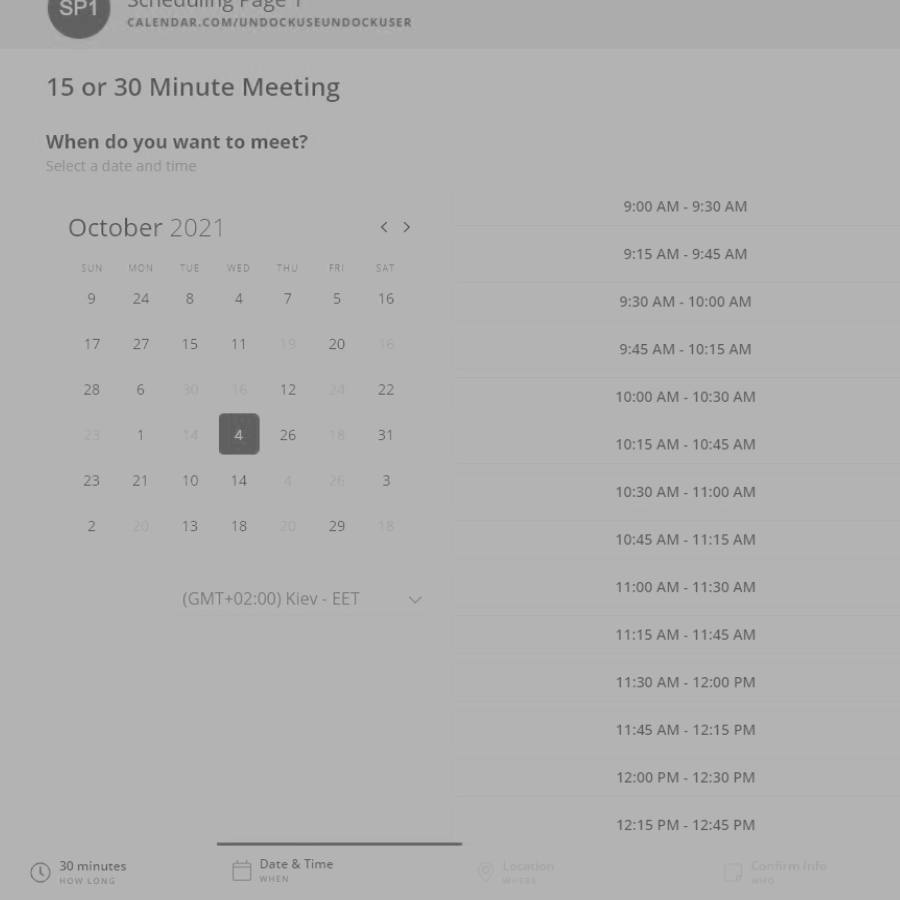 SP1
Scheduling Page 1
CALENDAR.COM/UNDOCKUSEUNDOCKUSER
15 or 30 Minute Meeting
When do you want to meet?
Select a date and time
October 2021
SUN MON TUE WED THU FRI SAT
9 24 8 4 7 5 16
17 27 15 11 19 20 16
28 6 30 16 12 24 22
23 1 14 4 26 18 31
23 21 10 14 4 26 3
2 20 13 18 20 29 18
(GMT+02:00) Kiev - EET
9:00 AM - 9:30 AM
9:15 AM - 9:45 AM
9:30 AM - 10:00 AM
9:45 AM - 10:15 AM
10:00 AM - 10:30 AM
10:15 AM - 10:45 AM
10:30 AM - 11:00 AM
10:45 AM - 11:15 AM
11:00 AM - 11:30 AM
11:15 AM - 11:45 AM
11:30 AM - 12:00 PM
11:45 AM - 12:15 PM
12:00 PM - 12:30 PM
12:15 PM - 12:45 PM
30 minutes
HOW LONG
Date & Time
WHEN
Location
WHERE
Confirm Info
WHO